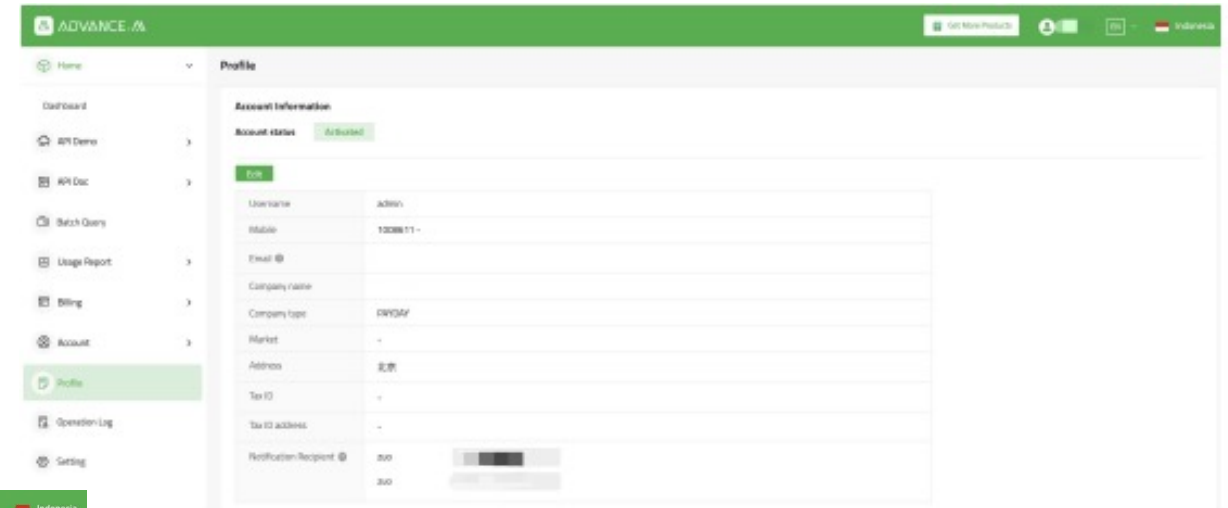 ADVANCE.AI
Get More Products
EN
Indonesia
Home
Profile
Dashboard
Account Information
Account status Activated
API Demo
API Doc
Edit
Username admin
Batch Query
Mobile 1008611 -
Usage Report
Email
Company name
Billing
Company type PAYDAY
Market -
Account
Address 北京
Profile
Tax ID -
Operation Log
Tax ID address -
Notification Recipient zuo
Setting
zuo
Indonesia